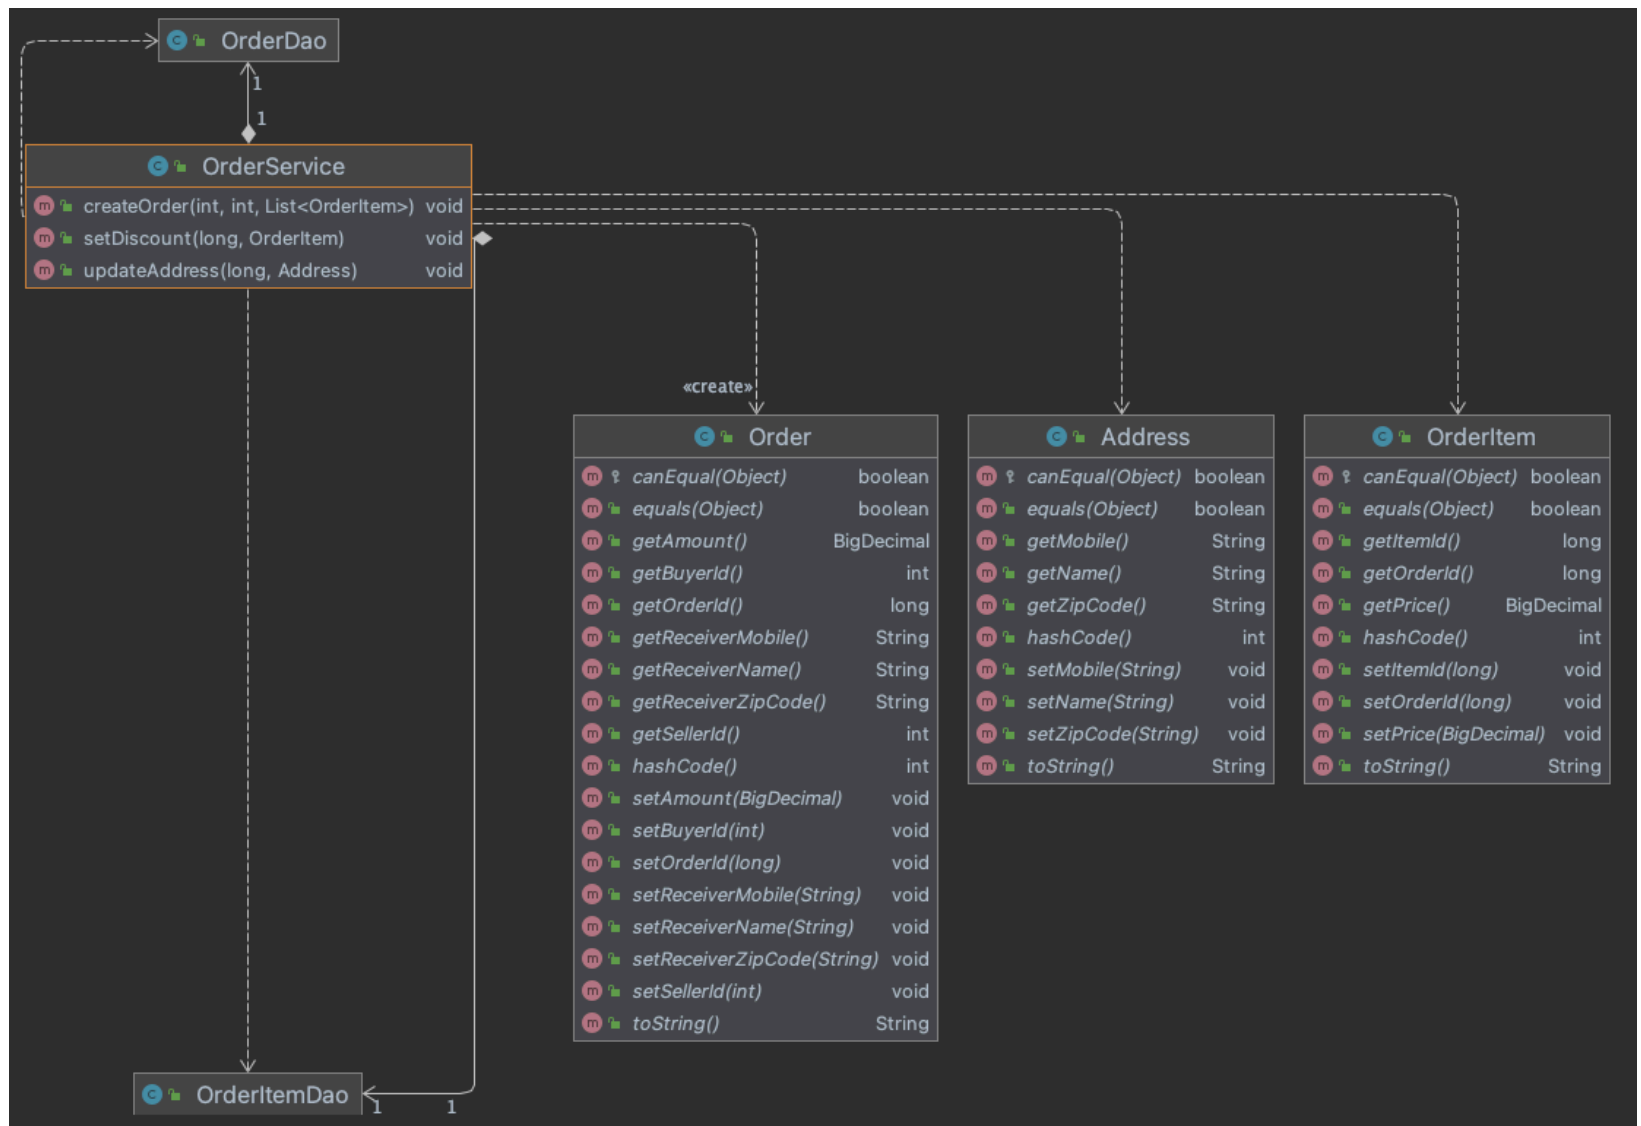 OrderDao
1
1
OrderService
createOrder(int, int, List<OrderItem>) void
setDiscount(long, OrderItem) void
updateAddress(long, Address) void
«create»
Order
canEqual(Object) boolean
equals(Object) boolean
getAmount() BigDecimal
getBuyerId() int
getOrderId() long
getReceiverMobile() String
getReceiverName() String
getReceiverZipCode() String
getSellerId() int
hashCode() int
setAmount(BigDecimal) void
setBuyerId(int) void
setOrderId(long) void
setReceiverMobile(String) void
setReceiverName(String) void
setReceiverZipCode(String) void
setSellerId(int) void
toString() String
Address
canEqual(Object) boolean
equals(Object) boolean
getMobile() String
getName() String
getZipCode() String
hashCode() int
setMobile(String) void
setName(String) void
setZipCode(String) void
toString() String
OrderItem
canEqual(Object) boolean
equals(Object) boolean
getItemId() long
getOrderId() long
getPrice() BigDecimal
hashCode() int
setItemId(long) void
setOrderId(long) void
setPrice(BigDecimal) void
toString() String
OrderItemDao
1 1